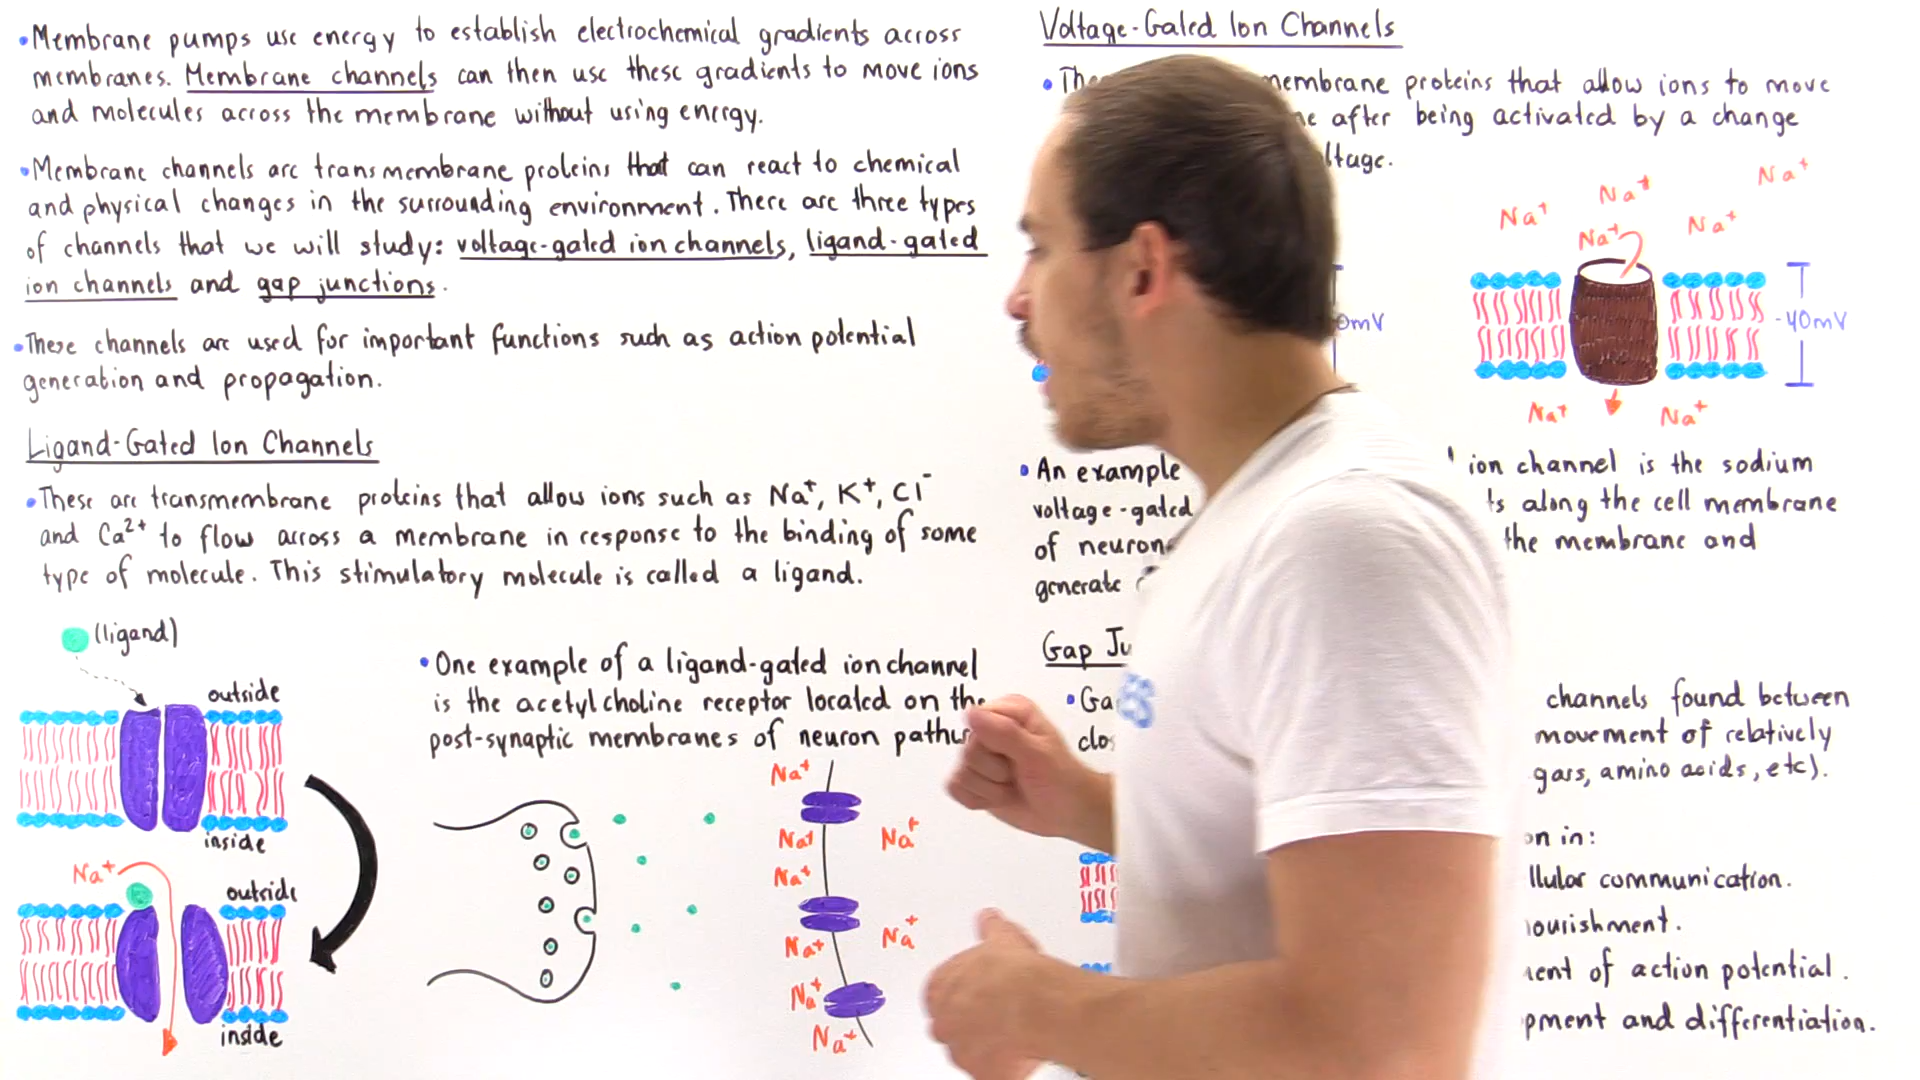 •Membrane pumps use energy to establish electrochemical gradients across
membranes. Membrane channels can then use these gradients to move ions
and molecules across the membrane without using energy.
•Membrane channels are transmembrane proteins that can react to chemical
and physical changes in the surrounding environment. There are three types
of channels that we will study: voltage-gated ion channels, ligand-gated
ion channels and gap junctions.
•These channels are used for important functions such as action potential
generation and propagation.
Ligand-Gated Ion Channels
•These are transmembrane proteins that allow ions such as Na⁺, K⁺, Cl⁻
and Ca²⁺ to flow across a membrane in response to the binding of some
type of molecule. This stimulatory molecule is called a ligand.
(ligand)
outside
inside
Na⁺
outside
inside
•One example of a ligand-gated ion channel
is the acetylcholine receptor located on the
post-synaptic membranes of neuron
Na⁺
Na⁺
Na⁺
Na⁺
Na⁺
Na⁺
Na⁺
Na⁺
Voltage-Gated Ion Channels
• membrane proteins that allow ions to move
after being activated by a change
Na⁺
Na⁺
Na⁺
Na⁺
Na⁺
mV
-40mV
Na⁺
Na⁺
•An example ion channel is the sodium
voltage-gated along the cell membrane
of neuron the membrane and
generate
Gap
• channels found between
movement of relatively
amino acids, etc).
in:
communication.
of action potential.
and differentiation.